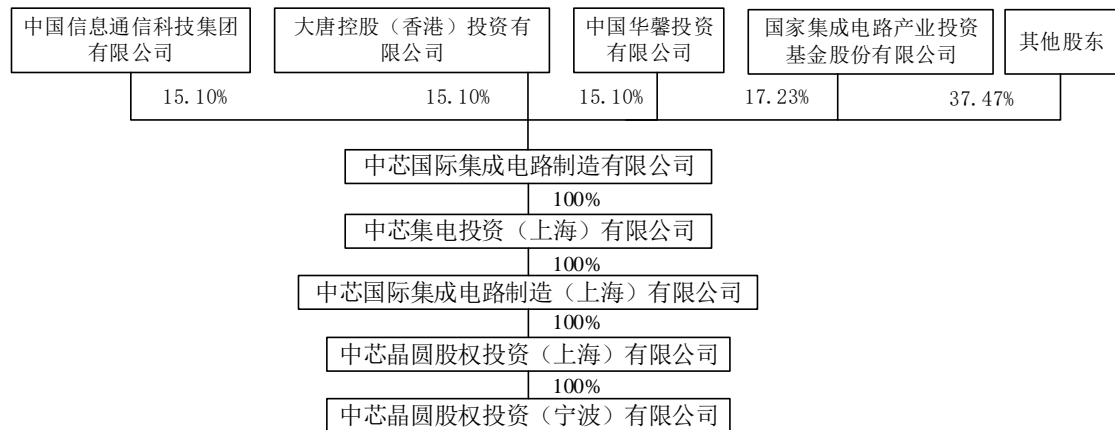 中国信息通信科技集团
有限公司
大唐控股（香港）投资有
限公司
中国华馨投资
有限公司
国家集成电路产业投资
基金股份有限公司
其他股东
15.10%
15.10%
15.10%
17.23%
37.47%
中芯国际集成电路制造有限公司
100%
中芯集电投资（上海）有限公司
100%
中芯国际集成电路制造（上海）有限公司
100%
中芯晶圆股权投资（上海）有限公司
100%
中芯晶圆股权投资（宁波）有限公司